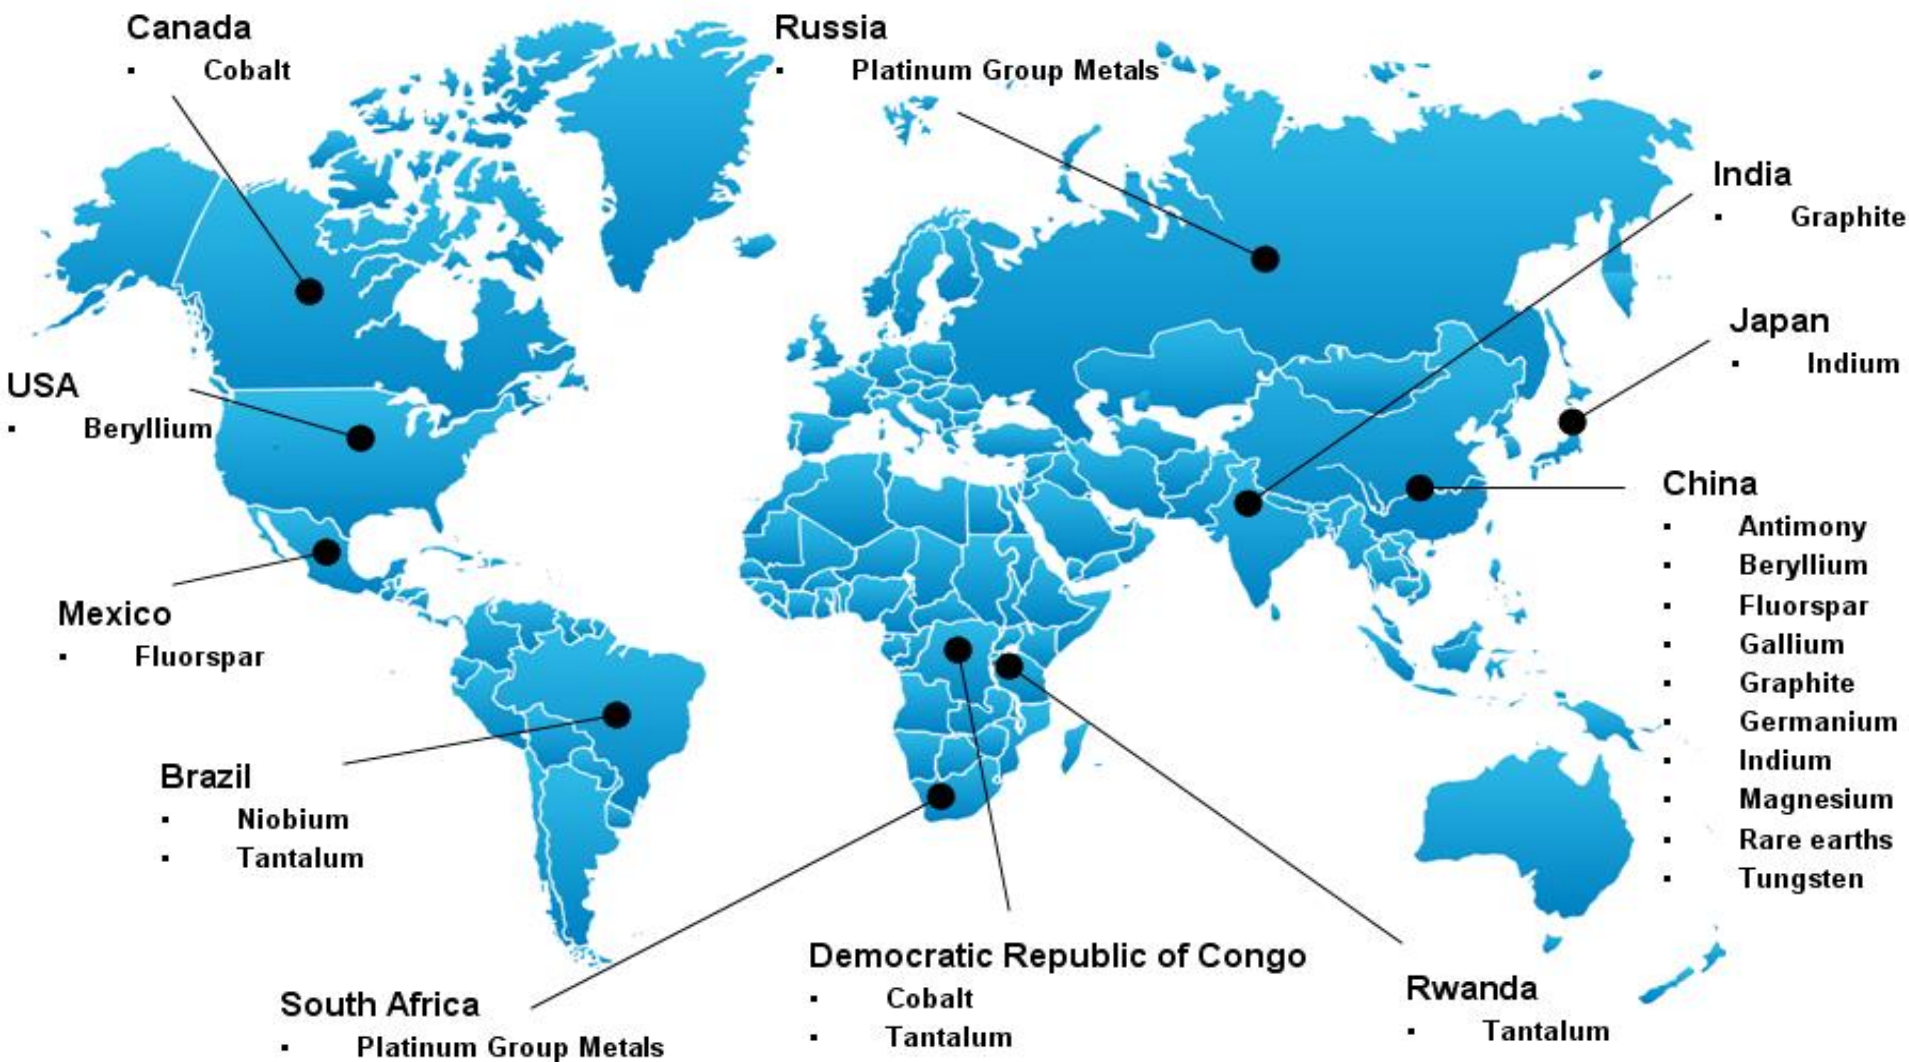 Canada
▪ Cobalt
Russia
▪ Platinum Group Metals
India
▪ Graphite
Japan
▪ Indium
USA
▪ Beryllium
China
▪ Antimony
▪ Beryllium
▪ Fluorspar
▪ Gallium
▪ Graphite
▪ Germanium
▪ Indium
▪ Magnesium
▪ Rare earths
▪ Tungsten
Mexico
▪ Fluorspar
Brazil
▪ Niobium
▪ Tantalum
South Africa
▪ Platinum Group Metals
Democratic Republic of Congo
▪ Cobalt
▪ Tantalum
Rwanda
▪ Tantalum